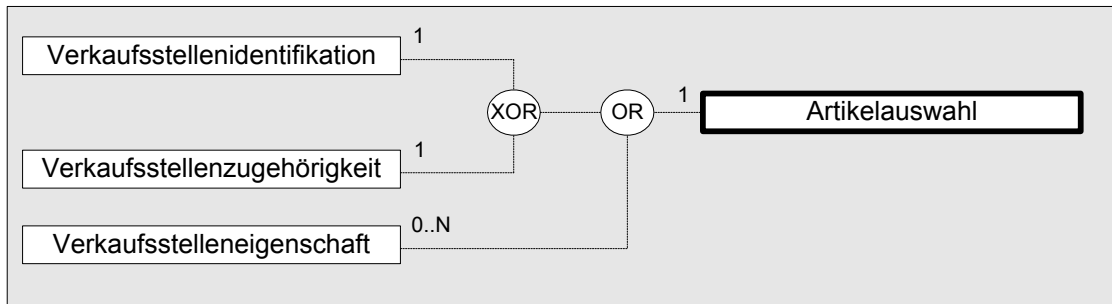 1
Verkaufsstellenidentifikation
XOR
OR
1
Artikelauswahl
1
Verkaufsstellenzugehörigkeit
0..N
Verkaufsstelleneigenschaft